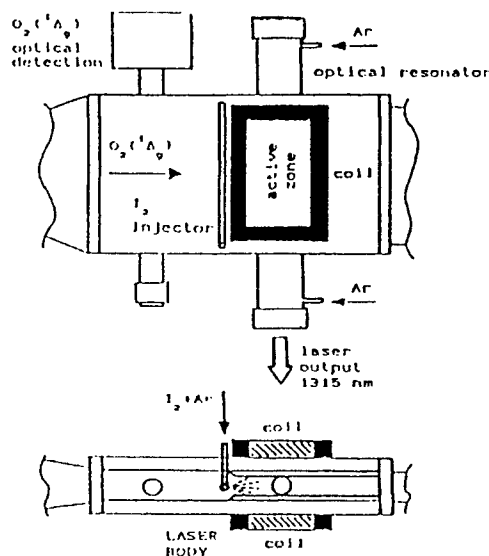 O₂(¹Δg)
optical
detection
Ar
optical resonator
O₂(¹Δg)
I₂
Injector
active
zone
coil
Ar
laser
output
1315 nm
I₂+Ar
coil
LASER
BODY
coil